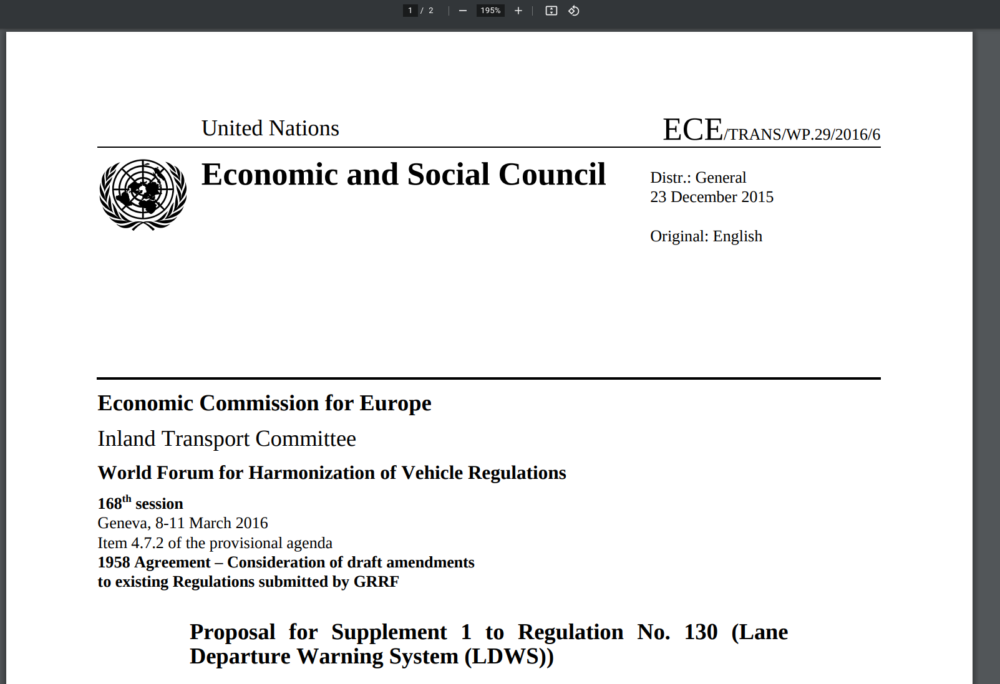 1 / 2 195%
United Nations
ECE/TRANS/WP.29/2016/6
Economic and Social Council
Distr.: General
23 December 2015
Original: English
Economic Commission for Europe
Inland Transport Committee
World Forum for Harmonization of Vehicle Regulations
168th session
Geneva, 8-11 March 2016
Item 4.7.2 of the provisional agenda
1958 Agreement – Consideration of draft amendments
to existing Regulations submitted by GRRF
Proposal for Supplement 1 to Regulation No. 130 (Lane
Departure Warning System (LDWS))